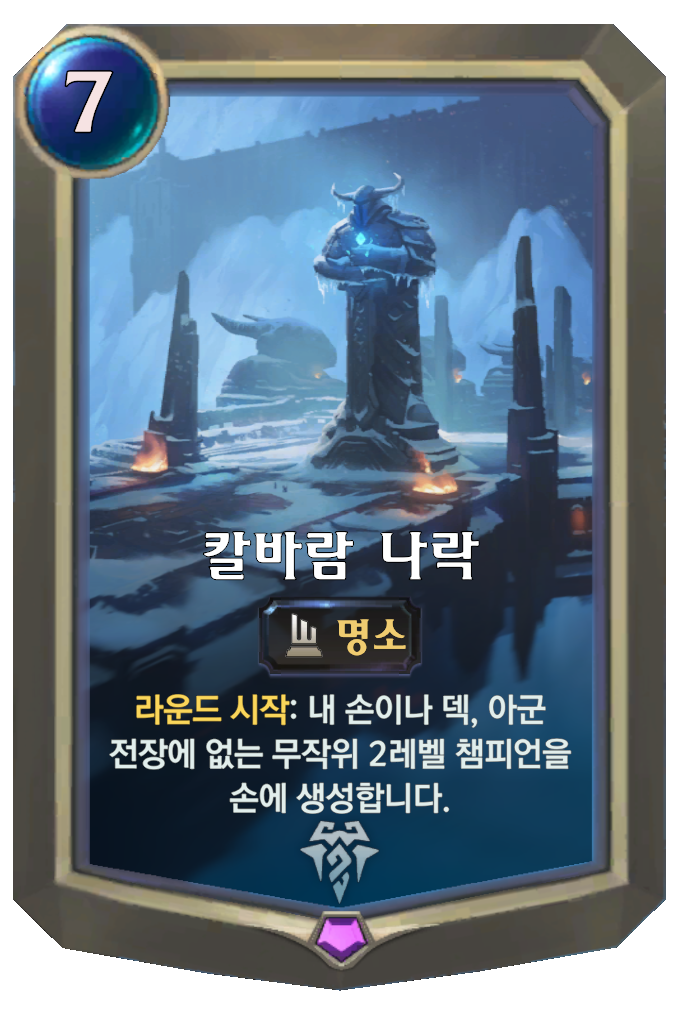 7
칼바람 나락
명소
라운드 시작: 내 손이나 덱, 아군
전장에 없는 무작위 2레벨 챔피언을
손에 생성합니다.